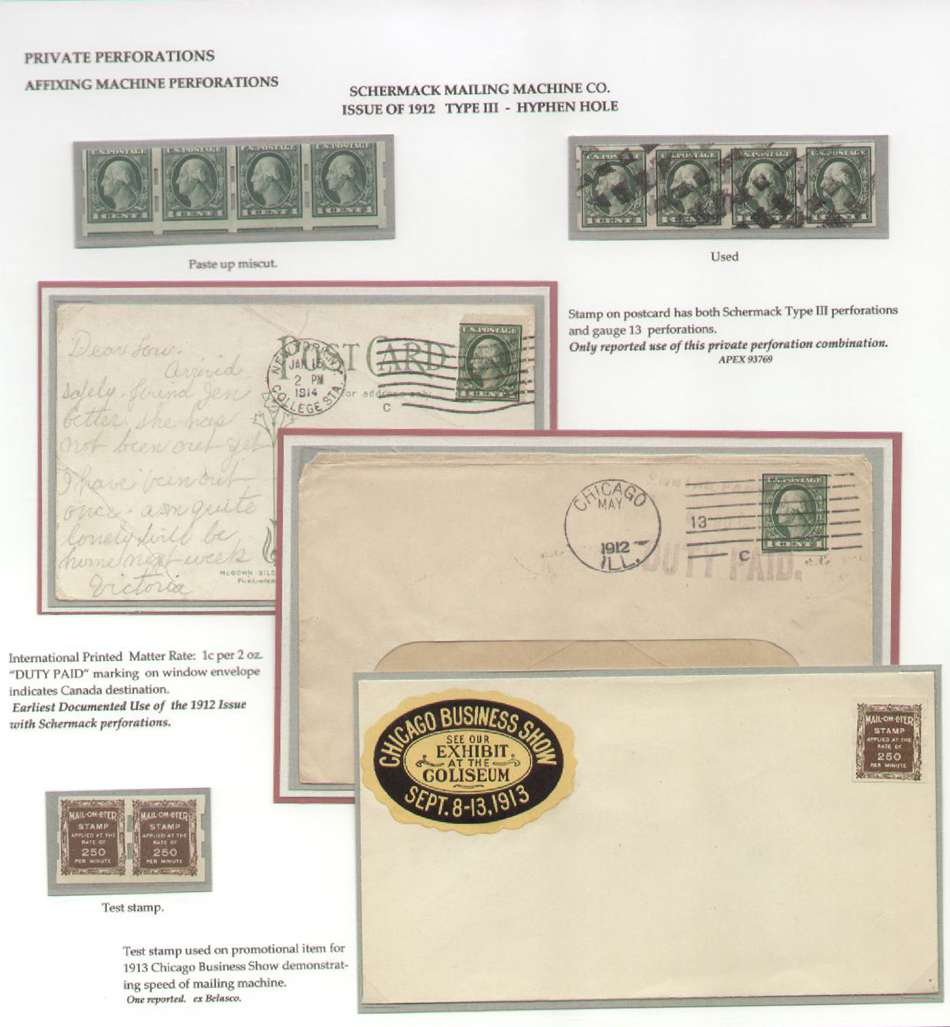 PRIVATE PERFORATIONS
AFFIXING MACHINE PERFORATIONS
SCHERMACK MAILING MACHINE CO.
ISSUE OF 1912 TYPE III - HYPHEN HOLE
U.S. POSTAGE U.S. POSTAGE U.S. POSTAGE U.S. POSTAGE
1 CENT 1 1 CENT 1 1 CENT 1 1 CENT 1
Paste up miscut.
U.S. POSTAGE U.S. POSTAGE U.S. POSTAGE U.S. POSTAGE
Used
Stamp on postcard has both Schermack Type III perforations
and gauge 13 perforations.
Only reported use of this private perforation combination.
APEX 93769
POST CARD
For address only
NEW YORK, N.Y.
JAN 15
2 PM
1914
COLLEGE STA.
C
U.S. POSTAGE
1 CENT 1
Dear Sow.
Arrived
safely. found Jen
better, she has
not been out yet
I have been out
once. am quite
lonely will be
home next week
Victoria
McGOWN
CHICAGO
MAY
1912
ILL.
13
C
U.S. POSTAGE
1 CENT 1
DUTY PAID.
International Printed Matter Rate: 1c per 2 oz.
"DUTY PAID" marking on window envelope
indicates Canada destination.
Earliest Documented Use of the 1912 Issue
with Schermack perforations.
CHICAGO BUSINESS SHOW
SEE OUR
EXHIBIT
AT THE
COLISEUM
SEPT. 8-13, 1913
MAIL-OM-ETER
STAMP
APPLIED AT THE
RATE OF
250
PER MINUTE
MAIL-OM-ETER MAIL-OM-ETER
STAMP STAMP
APPLIED AT THE APPLIED AT THE
RATE OF RATE OF
250 250
PER MINUTE PER MINUTE
Test stamp.
Test stamp used on promotional item for
1913 Chicago Business Show demonstrat-
ing speed of mailing machine.
One reported. ex Belasco.